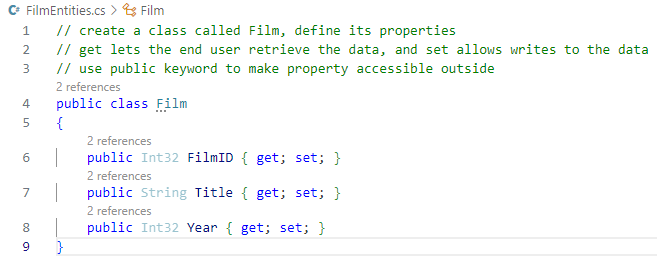 C# FilmEntities.cs > Film
1 // create a class called Film, define its properties
2 // get lets the end user retrieve the data, and set allows writes to the data
3 // use public keyword to make property accessible outside
2 references
4 public class Film
5 {
2 references
6 public Int32 FilmID { get; set; }
2 references
7 public String Title { get; set; }
2 references
8 public Int32 Year { get; set; }
9 }